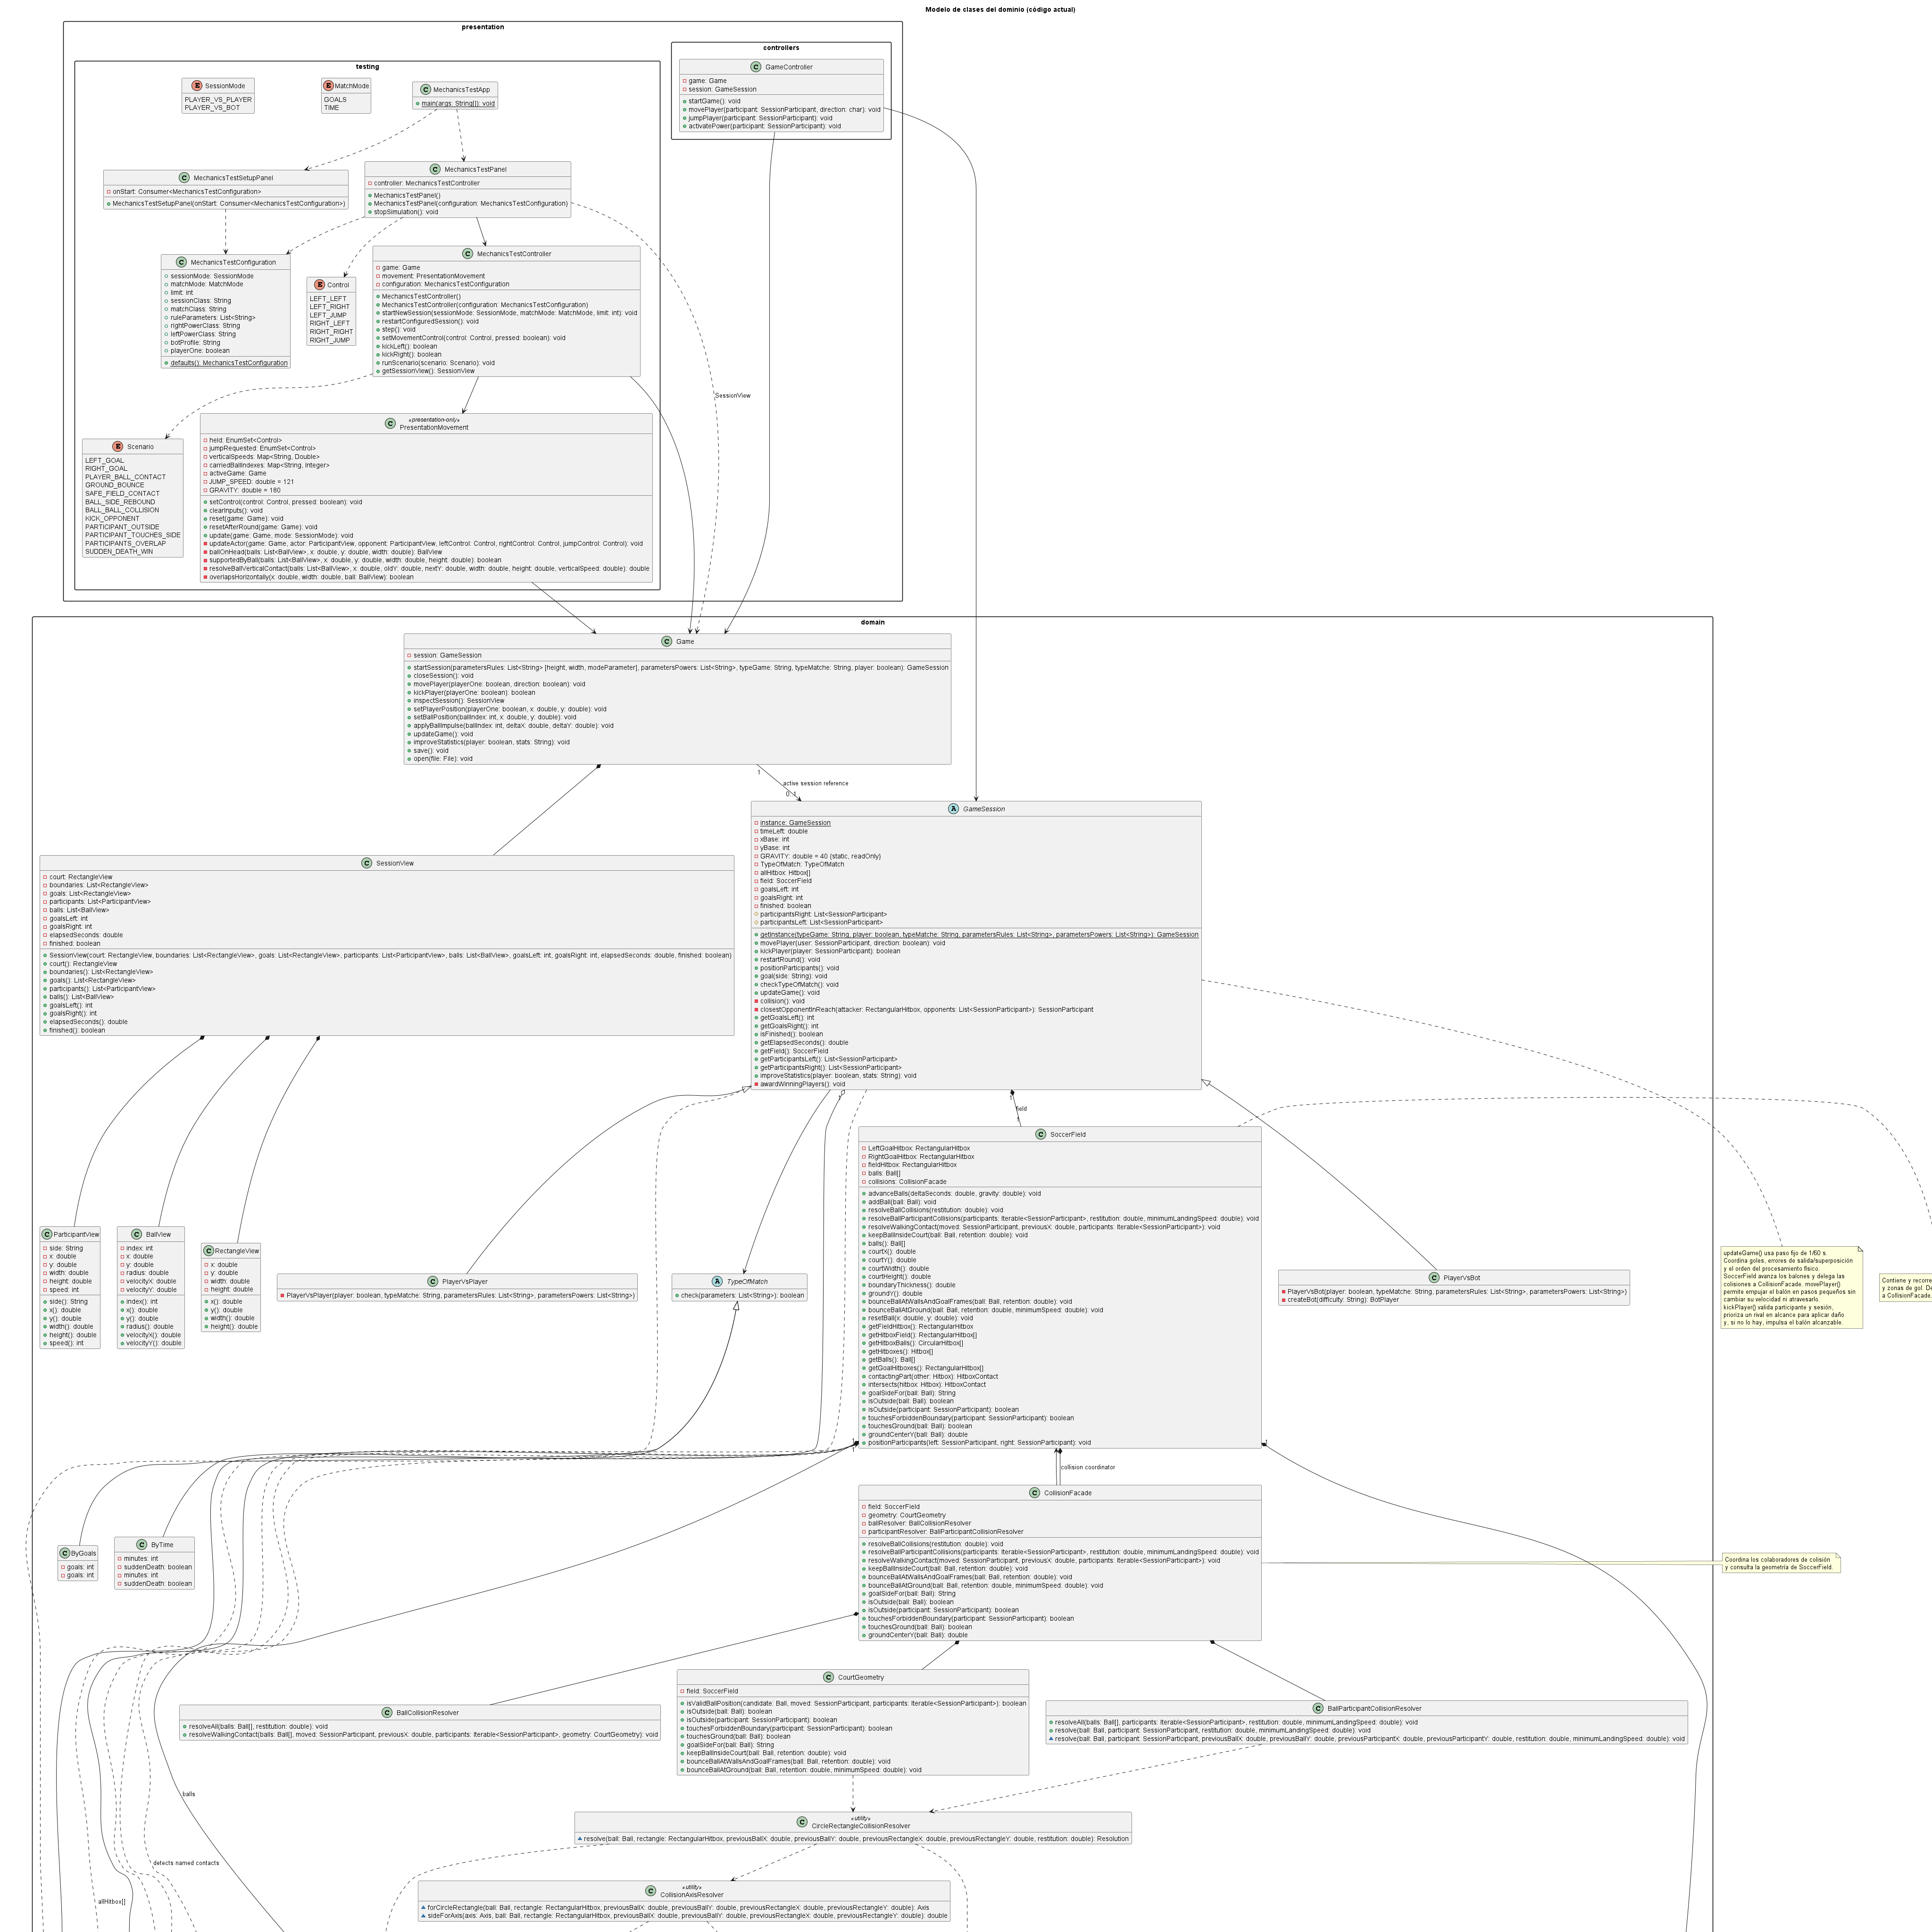 Modelo de clases del dominio (código actual)
presentation
controllers
GameController
game: Game
session: GameSession
startGame(): void
movePlayer(participant: SessionParticipant, direction: char): void
jumpPlayer(participant: SessionParticipant): void
activatePower(participant: SessionParticipant): void
testing
SessionMode
PLAYER_VS_PLAYER
PLAYER_VS_BOT
MatchMode
GOALS
TIME
MechanicsTestApp
main(args: String[]): void
MechanicsTestSetupPanel
onStart: Consumer<MechanicsTestConfiguration>
MechanicsTestSetupPanel(onStart: Consumer<MechanicsTestConfiguration>)
MechanicsTestPanel
controller: MechanicsTestController
MechanicsTestPanel()
MechanicsTestPanel(configuration: MechanicsTestConfiguration)
stopSimulation(): void
MechanicsTestConfiguration
sessionMode: SessionMode
matchMode: MatchMode
limit: int
sessionClass: String
matchClass: String
ruleParameters: List<String>
rightPowerClass: String
leftPowerClass: String
botProfile: String
playerOne: boolean
defaults(): MechanicsTestConfiguration
Control
LEFT_LEFT
LEFT_RIGHT
LEFT_JUMP
RIGHT_LEFT
RIGHT_RIGHT
RIGHT_JUMP
MechanicsTestController
game: Game
movement: PresentationMovement
configuration: MechanicsTestConfiguration
MechanicsTestController()
MechanicsTestController(configuration: MechanicsTestConfiguration)
startNewSession(sessionMode: SessionMode, matchMode: MatchMode, limit: int): void
restartConfiguredSession(): void
step(): void
setMovementControl(control: Control, pressed: boolean): void
kickLeft(): boolean
kickRight(): boolean
runScenario(scenario: Scenario): void
getSessionView(): SessionView
SessionView
Scenario
LEFT_GOAL
RIGHT_GOAL
PLAYER_BALL_CONTACT
GROUND_BOUNCE
SAFE_FIELD_CONTACT
BALL_SIDE_REBOUND
BALL_BALL_COLLISION
KICK_OPPONENT
PARTICIPANT_OUTSIDE
PARTICIPANT_TOUCHES_SIDE
PARTICIPANTS_OVERLAP
SUDDEN_DEATH_WIN
«presentation-only»
PresentationMovement
held: EnumSet<Control>
jumpRequested: EnumSet<Control>
verticalSpeeds: Map<String, Double>
carriedBallIndexes: Map<String, Integer>
activeGame: Game
JUMP_SPEED: double = 121
GRAVITY: double = 180
setControl(control: Control, pressed: boolean): void
clearInputs(): void
reset(game: Game): void
resetAfterRound(game: Game): void
update(game: Game, mode: SessionMode): void
updateActor(game: Game, actor: ParticipantView, opponent: ParticipantView, leftControl: Control, rightControl: Control, jumpControl: Control): void
ballOnHead(balls: List<BallView>, x: double, y: double, width: double): BallView
supportedByBall(balls: List<BallView>, x: double, y: double, width: double, height: double): boolean
resolveBallVerticalContact(balls: List<BallView>, x: double, oldY: double, nextY: double, width: double, height: double, verticalSpeed: double): double
overlapsHorizontally(x: double, width: double, ball: BallView): boolean
domain
Game
session: GameSession
startSession(parametersRules: List<String> [height, width, modeParameter], parametersPowers: List<String>, typeGame: String, typeMatche: String, player: boolean): GameSession
closeSession(): void
movePlayer(playerOne: boolean, direction: boolean): void
kickPlayer(playerOne: boolean): boolean
inspectSession(): SessionView
setPlayerPosition(playerOne: boolean, x: double, y: double): void
setBallPosition(ballIndex: int, x: double, y: double): void
applyBallImpulse(ballIndex: int, deltaX: double, deltaY: double): void
updateGame(): void
improveStatistics(player: boolean, stats: String): void
save(): void
open(file: File): void
1
active session reference
0..1
GameSession
instance: GameSession
timeLeft: double
xBase: int
yBase: int
GRAVITY: double = 40 {static, readOnly}
TypeOfMatch: TypeOfMatch
allHitbox: Hitbox[]
field: SoccerField
goalsLeft: int
goalsRight: int
finished: boolean
participantsRight: List<SessionParticipant>
participantsLeft: List<SessionParticipant>
getInstance(typeGame: String, player: boolean, typeMatche: String, parametersRules: List<String>, parametersPowers: List<String>): GameSession
movePlayer(user: SessionParticipant, direction: boolean): void
kickPlayer(player: SessionParticipant): boolean
restartRound(): void
positionParticipants(): void
goal(side: String): void
checkTypeOfMatch(): void
updateGame(): void
collision(): void
closestOpponentInReach(attacker: RectangularHitbox, opponents: List<SessionParticipant>): SessionParticipant
getGoalsLeft(): int
getGoalsRight(): int
isFinished(): boolean
getElapsedSeconds(): double
getField(): SoccerField
getParticipantsLeft(): List<SessionParticipant>
getParticipantsRight(): List<SessionParticipant>
improveStatistics(player: boolean, stats: String): void
awardWinningPlayers(): void
SessionView
court: RectangleView
boundaries: List<RectangleView>
goals: List<RectangleView>
participants: List<ParticipantView>
balls: List<BallView>
goalsLeft: int
goalsRight: int
elapsedSeconds: double
finished: boolean
SessionView(court: RectangleView, boundaries: List<RectangleView>, goals: List<RectangleView>, participants: List<ParticipantView>, balls: List<BallView>, goalsLeft: int, goalsRight: int, elapsedSeconds: double, finished: boolean)
court(): RectangleView
boundaries(): List<RectangleView>
goals(): List<RectangleView>
participants(): List<ParticipantView>
balls(): List<BallView>
goalsLeft(): int
goalsRight(): int
elapsedSeconds(): double
finished(): boolean
1
field
1
SoccerField
LeftGoalHitbox: RectangularHitbox
RightGoalHitbox: RectangularHitbox
fieldHitbox: RectangularHitbox
balls: Ball[]
collisions: CollisionFacade
advanceBalls(deltaSeconds: double, gravity: double): void
addBall(ball: Ball): void
resolveBallCollisions(restitution: double): void
resolveBallParticipantCollisions(participants: Iterable<SessionParticipant>, restitution: double, minimumLandingSpeed: double): void
resolveWalkingContact(moved: SessionParticipant, previousX: double, participants: Iterable<SessionParticipant>): void
keepBallInsideCourt(ball: Ball, retention: double): void
balls(): Ball[]
courtX(): double
courtY(): double
courtWidth(): double
courtHeight(): double
boundaryThickness(): double
groundY(): double
bounceBallAtWallsAndGoalFrames(ball: Ball, retention: double): void
bounceBallAtGround(ball: Ball, retention: double, minimumSpeed: double): void
resetBall(x: double, y: double): void
getFieldHitbox(): RectangularHitbox
getHitboxField(): RectangularHitbox[]
getHitboxBalls(): CircularHitbox[]
getHitboxes(): Hitbox[]
getBalls(): Ball[]
getGoalHitboxes(): RectangularHitbox[]
contactingPart(other: Hitbox): HitboxContact
intersects(hitbox: Hitbox): HitboxContact
goalSideFor(ball: Ball): String
isOutside(ball: Ball): boolean
isOutside(participant: SessionParticipant): boolean
touchesForbiddenBoundary(participant: SessionParticipant): boolean
touchesGround(ball: Ball): boolean
groundCenterY(ball: Ball): double
positionParticipants(left: SessionParticipant, right: SessionParticipant): void
ParticipantView
side: String
x: double
y: double
width: double
height: double
speed: int
side(): String
x(): double
y(): double
width(): double
height(): double
speed(): int
BallView
index: int
x: double
y: double
radius: double
velocityX: double
velocityY: double
index(): int
x(): double
y(): double
radius(): double
velocityX(): double
velocityY(): double
RectangleView
x: double
y: double
width: double
height: double
x(): double
y(): double
width(): double
height(): double
PlayerVsPlayer
PlayerVsPlayer(player: boolean, typeMatche: String, parametersRules: List<String>, parametersPowers: List<String>)
TypeOfMatch
check(parameters: List<String>): boolean
PlayerVsBot
PlayerVsBot(player: boolean, typeMatche: String, parametersRules: List<String>, parametersPowers: List<String>)
createBot(difficulty: String): BotPlayer
updateGame() usa paso fijo de 1/60 s.
Coordina goles, errores de salida/superposición
y el orden del procesamiento físico.
SoccerField avanza los balones y delega las
colisiones a CollisionFacade. movePlayer()
permite empujar el balón en pasos pequeños sin
cambiar su velocidad ni atravesarlo.
kickPlayer() valida participante y sesión,
prioriza un rival en alcance para aplicar daño
y, si no lo hay, impulsa el balón alcanzable.
Contiene y recorre
y zonas de gol.
a CollisionFacade.
1
1
1
collision coordinator
ByGoals
goals: int
goals: int
ByTime
minutes: int
suddenDeath: boolean
minutes: int
suddenDeath: boolean
CollisionFacade
field: SoccerField
geometry: CourtGeometry
ballResolver: BallCollisionResolver
participantResolver: BallParticipantCollisionResolver
resolveBallCollisions(restitution: double): void
resolveBallParticipantCollisions(participants: Iterable<SessionParticipant>, restitution: double, minimumLandingSpeed: double): void
resolveWalkingContact(moved: SessionParticipant, previousX: double, participants: Iterable<SessionParticipant>): void
keepBallInsideCourt(ball: Ball, retention: double): void
bounceBallAtWallsAndGoalFrames(ball: Ball, retention: double): void
bounceBallAtGround(ball: Ball, retention: double, minimumSpeed: double): void
goalSideFor(ball: Ball): String
isOutside(ball: Ball): boolean
isOutside(participant: SessionParticipant): boolean
touchesForbiddenBoundary(participant: SessionParticipant): boolean
touchesGround(ball: Ball): boolean
groundCenterY(ball: Ball): double
Coordina los colaboradores de colisión
y consulta la geometría de SoccerField.
BallCollisionResolver
resolveAll(balls: Ball[], restitution: double): void
resolveWalkingContact(balls: Ball[], moved: SessionParticipant, previousX: double, participants: Iterable<SessionParticipant>, geometry: CourtGeometry): void
CourtGeometry
field: SoccerField
isValidBallPosition(candidate: Ball, moved: SessionParticipant, participants: Iterable<SessionParticipant>): boolean
isOutside(ball: Ball): boolean
isOutside(participant: SessionParticipant): boolean
touchesForbiddenBoundary(participant: SessionParticipant): boolean
touchesGround(ball: Ball): boolean
goalSideFor(ball: Ball): String
keepBallInsideCourt(ball: Ball, retention: double): void
bounceBallAtWallsAndGoalFrames(ball: Ball, retention: double): void
bounceBallAtGround(ball: Ball, retention: double, minimumSpeed: double): void
BallParticipantCollisionResolver
resolveAll(balls: Ball[], participants: Iterable<SessionParticipant>, restitution: double, minimumLandingSpeed: double): void
resolve(ball: Ball, participant: SessionParticipant, restitution: double, minimumLandingSpeed: double): void
resolve(ball: Ball, participant: SessionParticipant, previousBallX: double, previousBallY: double, previousParticipantX: double, previousParticipantY: double, restitution: double, minimumLandingSpeed: double): void
balls
«utility»
CircleRectangleCollisionResolver
resolve(ball: Ball, rectangle: RectangularHitbox, previousBallX: double, previousBallY: double, previousRectangleX: double, previousRectangleY: double, restitution: double): Resolution
detects named contacts
allHitbox[]
«utility»
CollisionAxisResolver
forCircleRectangle(ball: Ball, rectangle: RectangularHitbox, previousBallX: double, previousBallY: double, previousRectangleX: double, previousRectangleY: double): Axis
sideForAxis(axis: Axis, ball: Ball, rectangle: RectangularHitbox, previousBallX: double, previousBallY: double, previousRectangleX: double, previousRectangleY: double): double